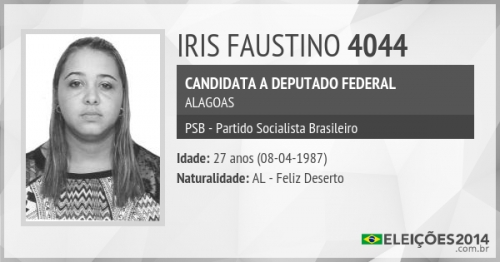 IRIS FAUSTINO 4044
CANDIDATA A DEPUTADO FEDERAL
ALAGOAS
PSB - Partido Socialista Brasileiro
Idade: 27 anos (08-04-1987)
Naturalidade: AL - Feliz Deserto
ELEIÇÕES2014
.com.br